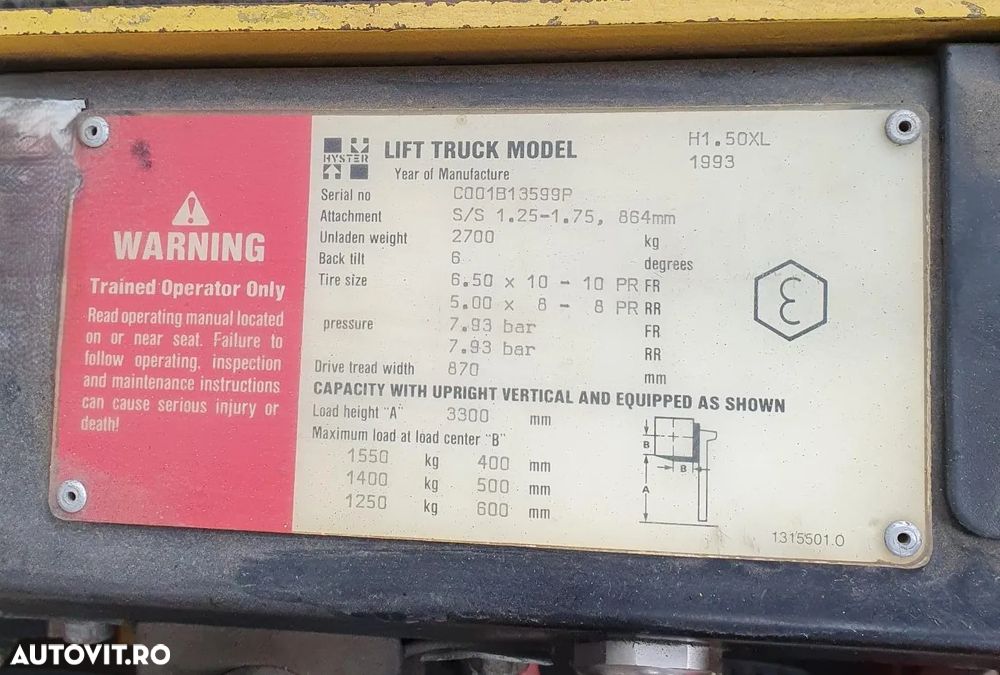 WARNING
Trained Operator Only
Read operating manual located
on or near seat. Failure to
follow operating, inspection
and maintenance instructions
can cause serious injury or
death!
HYSTER
LIFT TRUCK MODEL H1.50XL
Year of Manufacture 1993
Serial no C001B13599P
Attachment S/S 1.25-1.75, 864mm
Unladen weight 2700 kg
Back tilt 6 degrees
Tire size 6.50 x 10 - 10 PR FR
5.00 x 8 - 8 PR RR
pressure 7.93 bar FR
7.93 bar RR
Drive tread width 870 mm
CAPACITY WITH UPRIGHT VERTICAL AND EQUIPPED AS SHOWN
Load height "A" 3300 mm
Maximum load at load center "B"
1550 kg 400 mm
1400 kg 500 mm
1250 kg 600 mm
B
B
A
Ɛ
1315501.0
AUTOVIT.RO